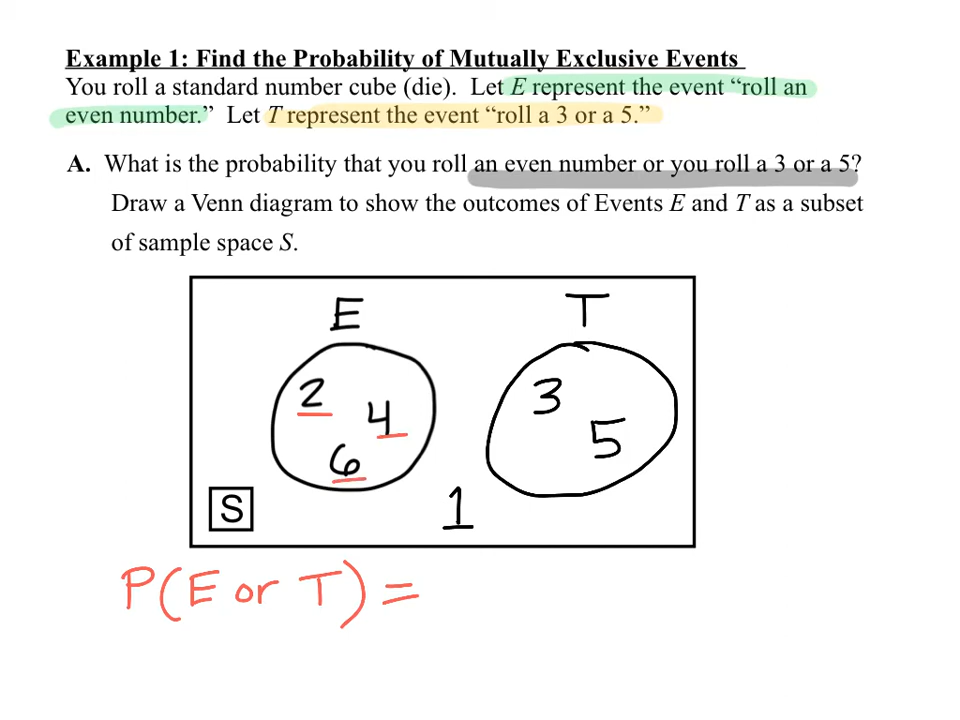 Example 1: Find the Probability of Mutually Exclusive Events
You roll a standard number cube (die). Let E represent the event “roll an
even number.” Let T represent the event “roll a 3 or a 5.”
A. What is the probability that you roll an even number or you roll a 3 or a 5?
Draw a Venn diagram to show the outcomes of Events E and T as a subset
of sample space S.
E T
2 3
4 5
6
S 1
P(E or T) =